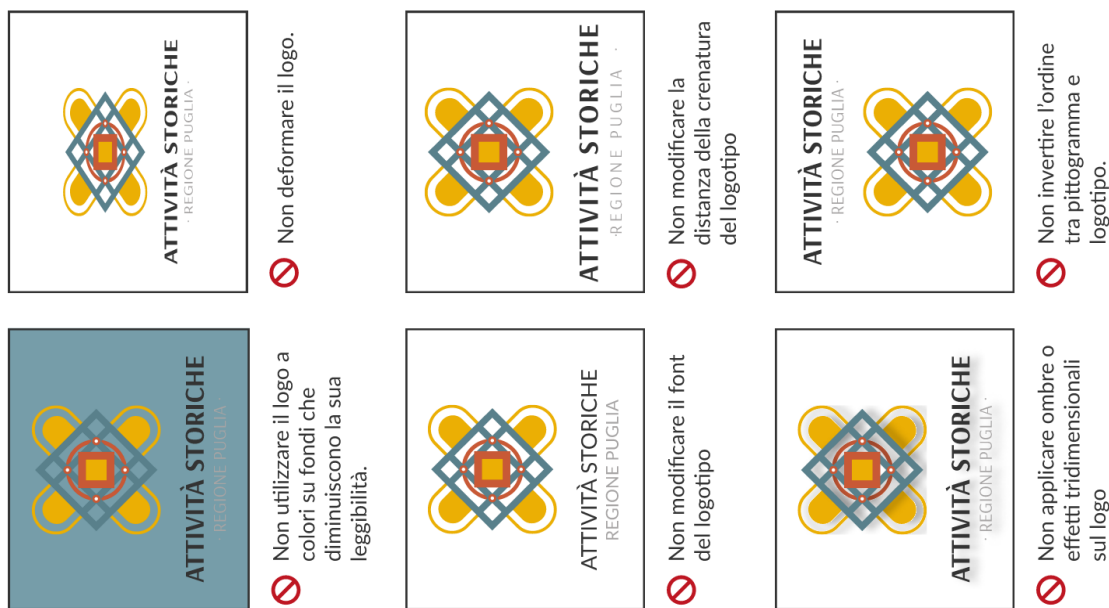 ATTIVITÀ STORICHE
· REGIONE PUGLIA ·
Non utilizzare il logo a
colori su fondi che
diminuiscono la sua
leggibilità.
ATTIVITÀ STORICHE
· REGIONE PUGLIA ·
Non deformare il logo.
ATTIVITÀ STORICHE
REGIONE PUGLIA
Non modificare il font
del logotipo
ATTIVITÀ STORICHE
·REGIONE PUGLIA ·
Non modificare la
distanza della crenatura
del logotipo
ATTIVITÀ STORICHE
· REGIONE PUGLIA ·
Non applicare ombre o
effetti tridimensionali
sul logo
ATTIVITÀ STORICHE
· REGIONE PUGLIA ·
Non invertire l'ordine
tra pittogramma e
logotipo.